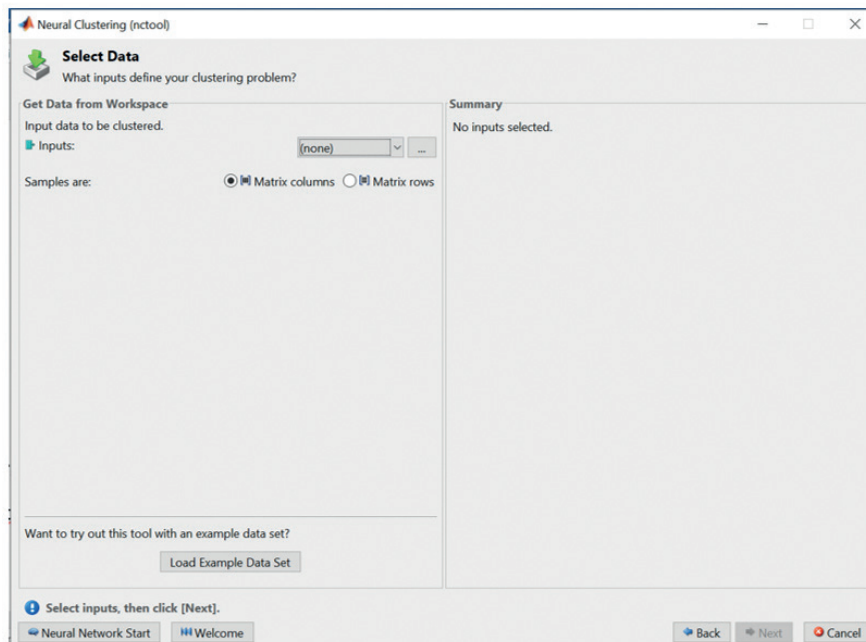 Neural Clustering (nctool)
Select Data
What inputs define your clustering problem?
Get Data from Workspace
Input data to be clustered.
Inputs:
(none)
...
Samples are:
Matrix columns
Matrix rows
Want to try out this tool with an example data set?
Load Example Data Set
Summary
No inputs selected.
Select inputs, then click [Next].
Neural Network Start
Welcome
Back
Next
Cancel